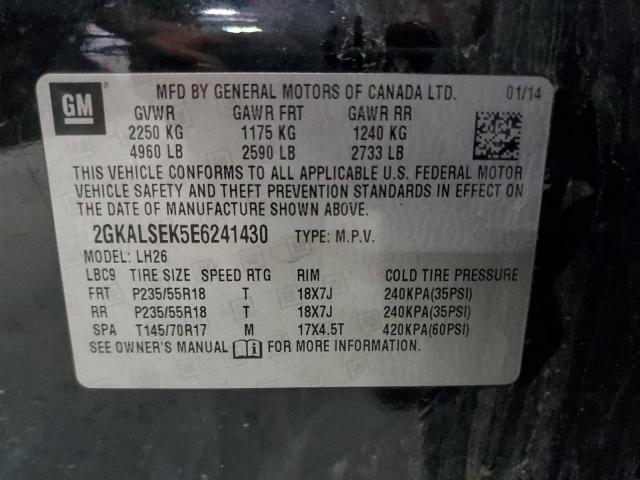 GM
MFD BY GENERAL MOTORS OF CANADA LTD. 01/14
GVWR GAWR FRT GAWR RR
2250 KG 1175 KG 1240 KG
4960 LB 2590 LB 2733 LB
THIS VEHICLE CONFORMS TO ALL APPLICABLE U.S. FEDERAL MOTOR
VEHICLE SAFETY AND THEFT PREVENTION STANDARDS IN EFFECT ON
THE DATE OF MANUFACTURE SHOWN ABOVE.
2GKALSEK5E6241430 TYPE: M.P.V.
MODEL: LH26
LBC9 TIRE SIZE SPEED RTG RIM COLD TIRE PRESSURE
FRT P235/55R18 T 18X7J 240KPA(35PSI)
RR P235/55R18 T 18X7J 240KPA(35PSI)
SPA T145/70R17 M 17X4.5T 420KPA(60PSI)
SEE OWNER'S MANUAL FOR MORE INFORMATION.